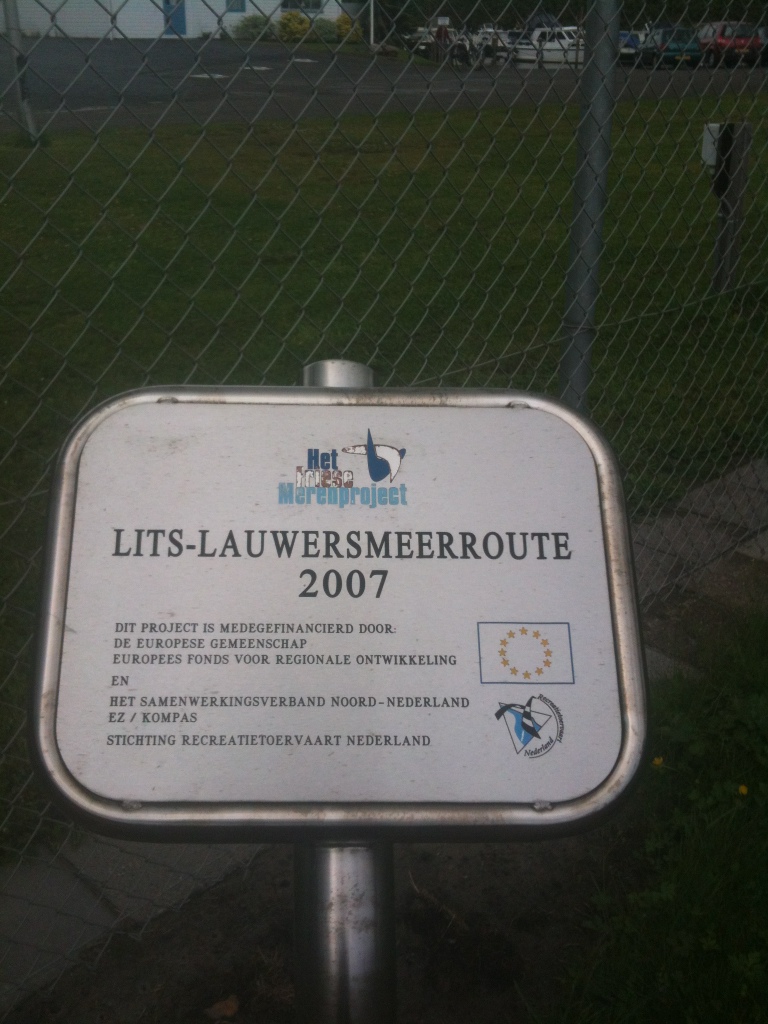 Het
friese
Merenproject
LITS-LAUWERSMEERROUTE
2007
DIT PROJECT IS MEDEGEFINANCIERD DOOR:
DE EUROPESE GEMEENSCHAP
EUROPEES FONDS VOOR REGIONALE ONTWIKKELING
EN
HET SAMENWERKINGSVERBAND NOORD-NEDERLAND
EZ / KOMPAS
STICHTING RECREATIETOERVAART NEDERLAND
Recreatietoervaart
Nederland